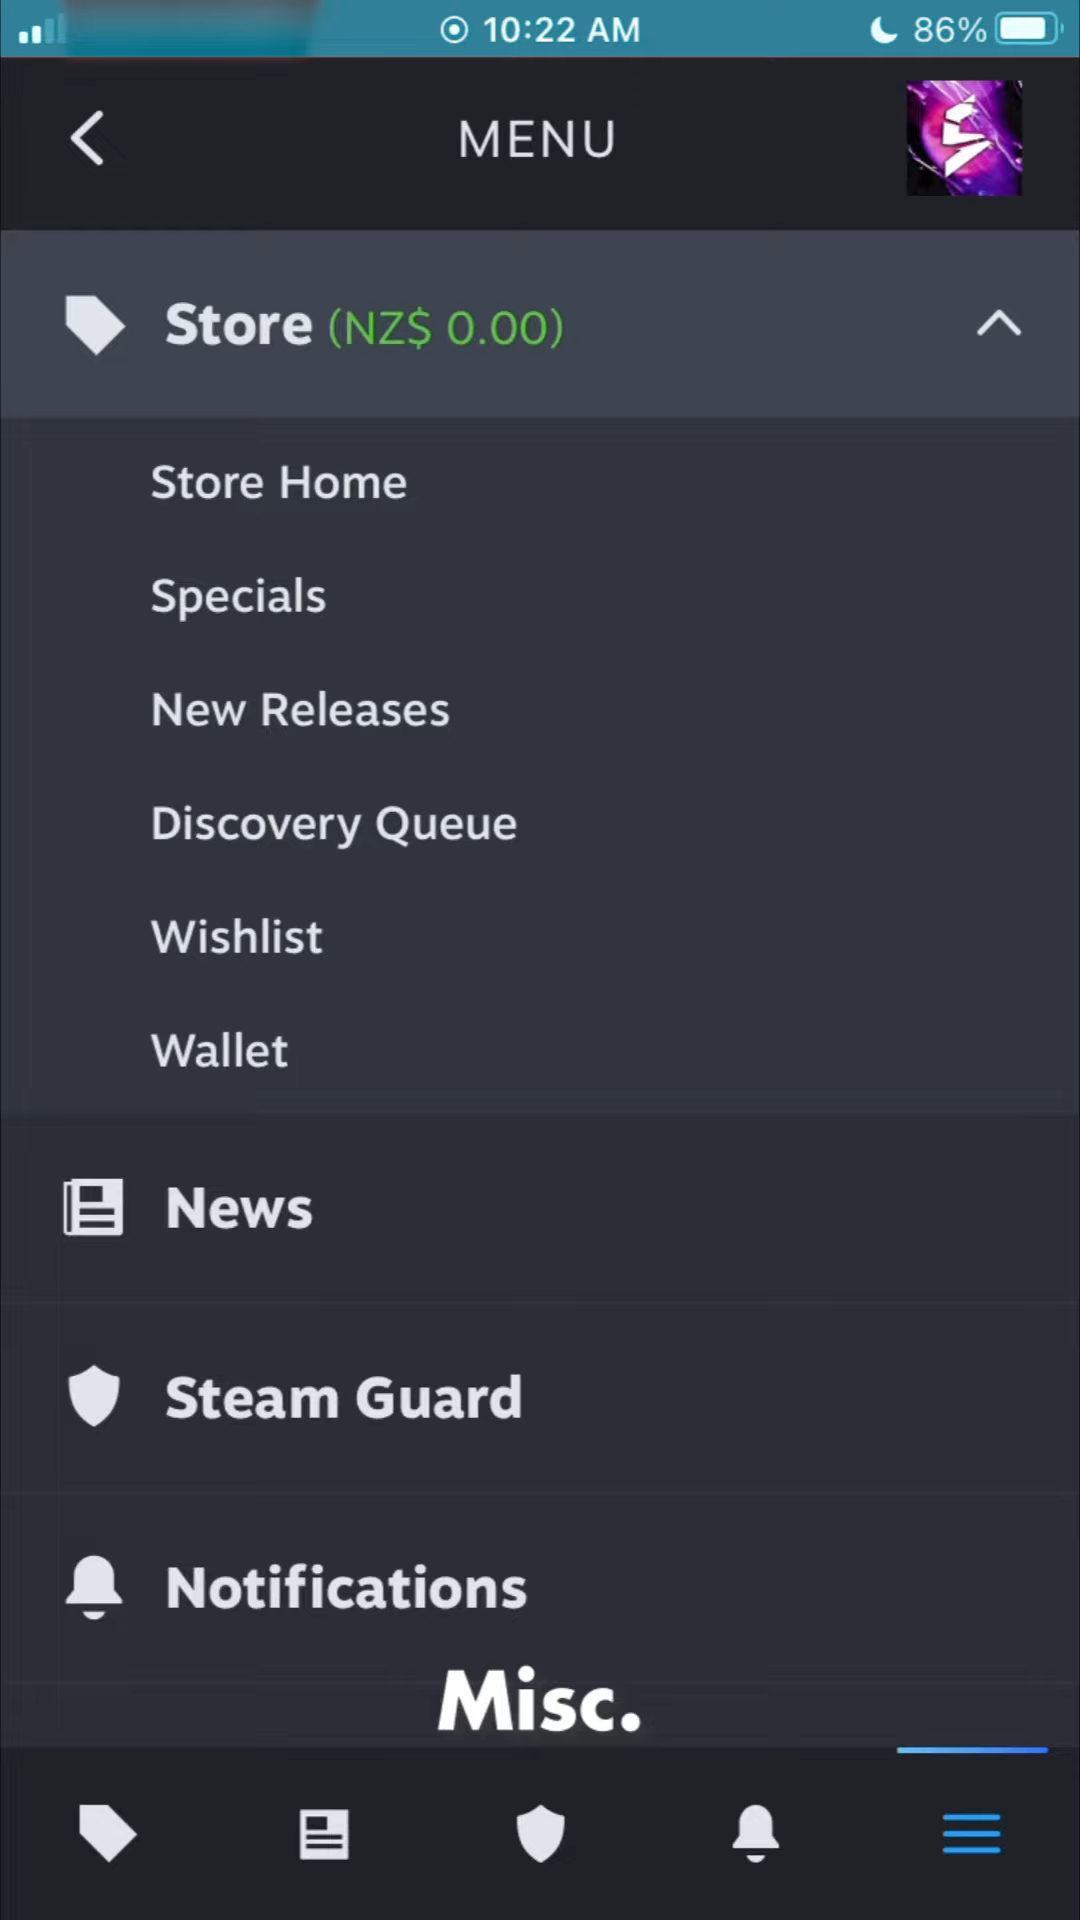 10:22 AM
86%
MENU
Store (NZ$ 0.00)
Store Home
Specials
New Releases
Discovery Queue
Wishlist
Wallet
News
Steam Guard
Notifications
Misc.